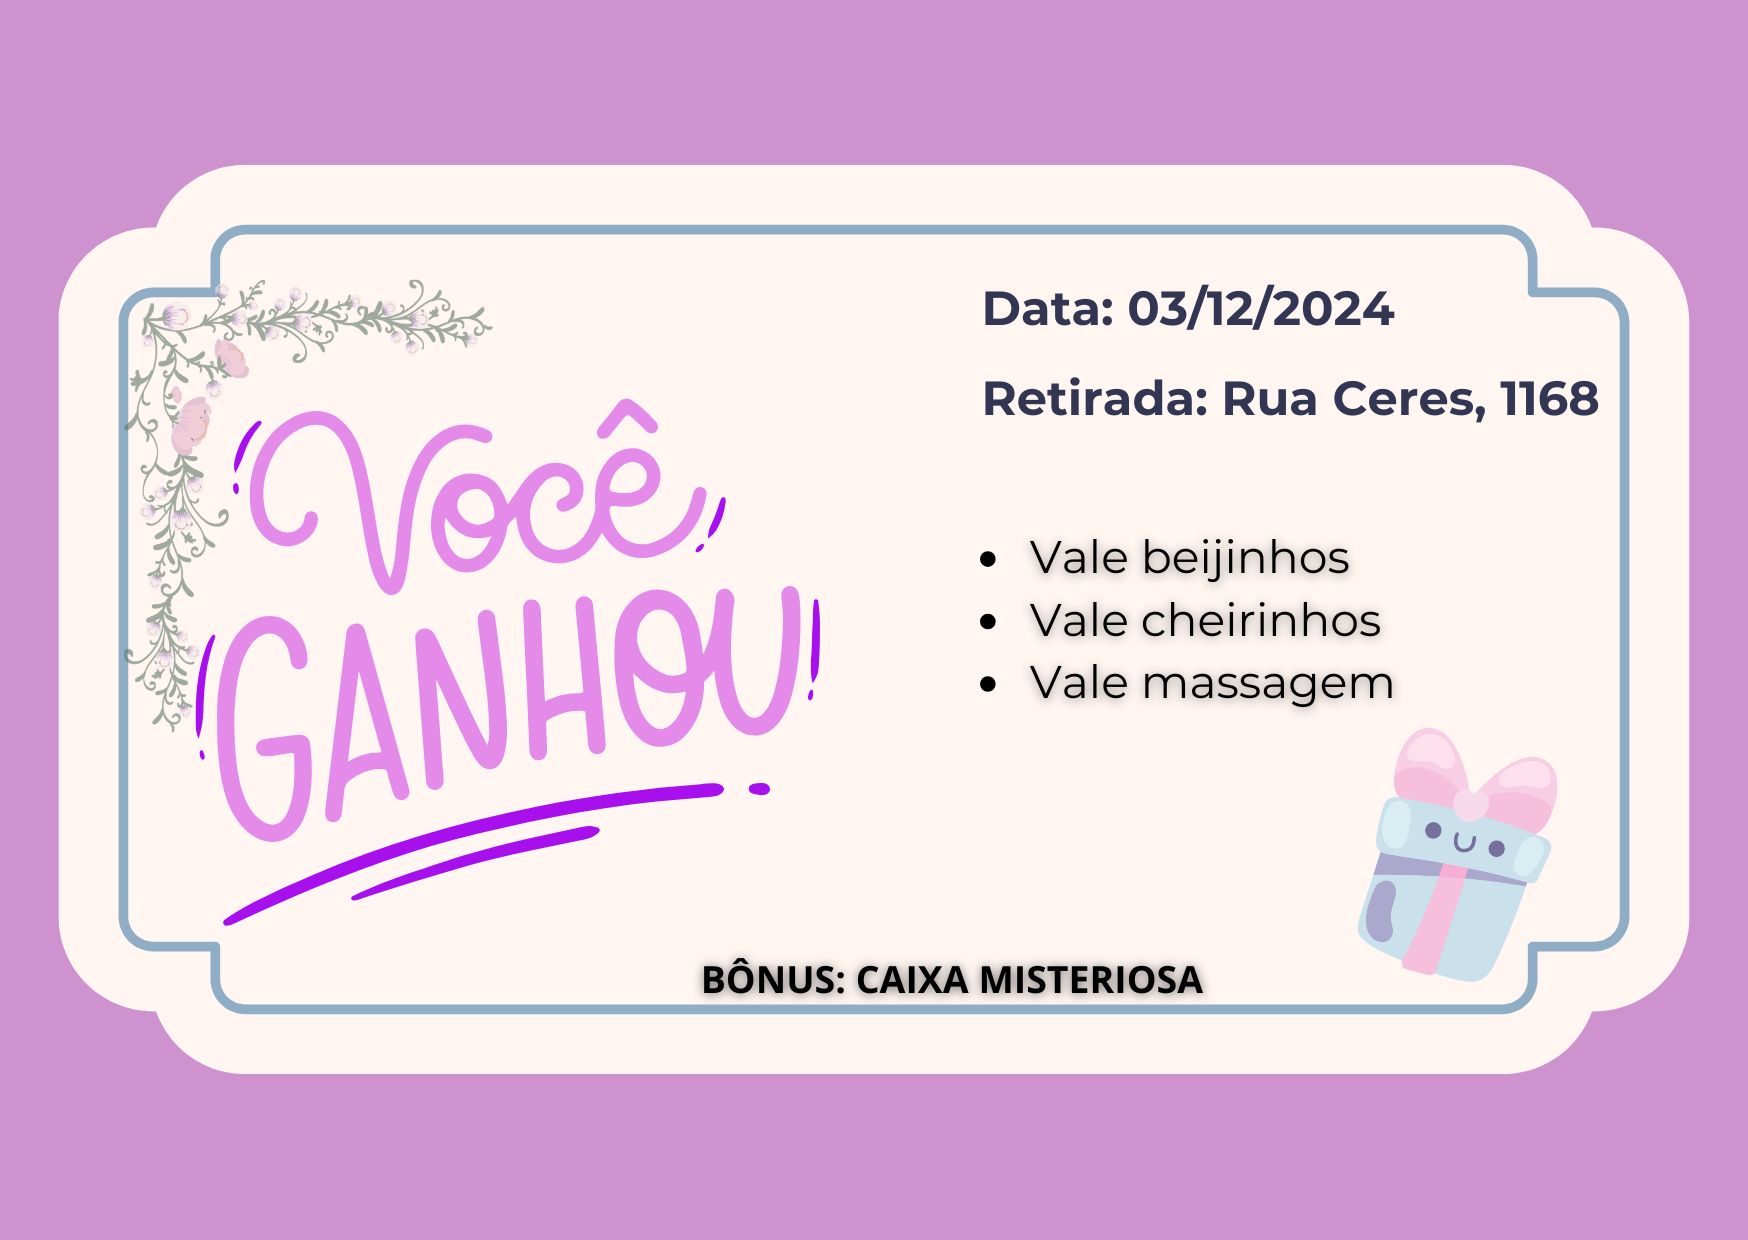 Você
GANHOU
Data: 03/12/2024
Retirada: Rua Ceres, 1168
• Vale beijinhos
• Vale cheirinhos
• Vale massagem
BÔNUS: CAIXA MISTERIOSA